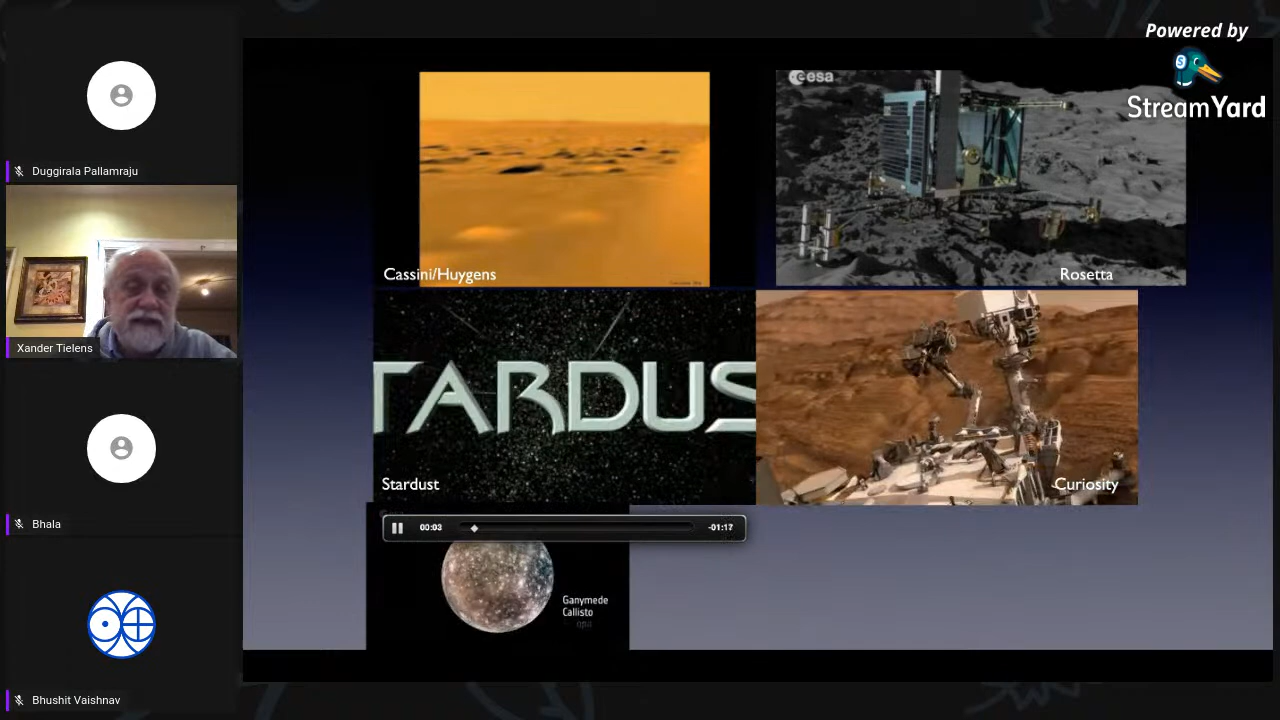 Powered by
StreamYard
Duggirala Pallamraju
Xander Tielens
Bhala
Bhushit Vaishnav
esa
Cassini/Huygens
Rosetta
TARDUS
Stardust
Curiosity
00:03
-01:17
Ganymede
Callisto